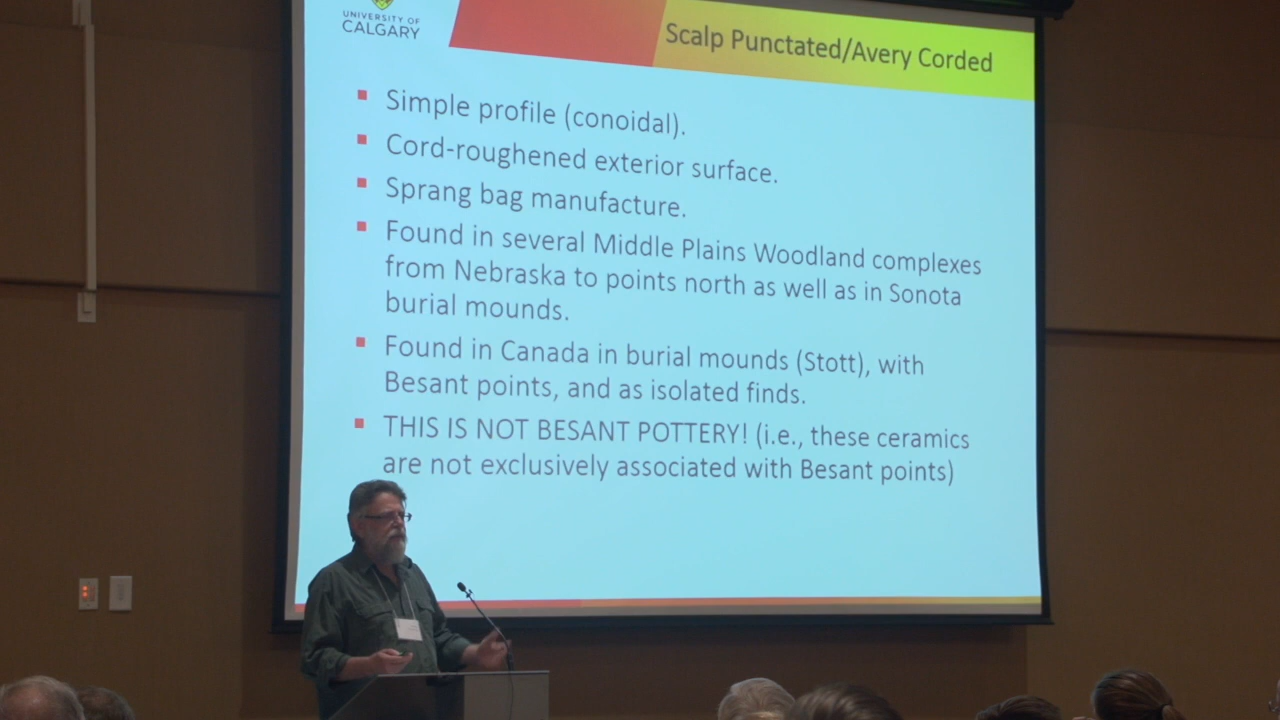 UNIVERSITY OF
CALGARY
Scalp Punctated/Avery Corded
▪ Simple profile (conoidal).
▪ Cord-roughened exterior surface.
▪ Sprang bag manufacture.
▪ Found in several Middle Plains Woodland complexes
from Nebraska to points north as well as in Sonota
burial mounds.
▪ Found in Canada in burial mounds (Stott), with
Besant points, and as isolated finds.
▪ THIS IS NOT BESANT POTTERY! (i.e., these ceramics
are not exclusively associated with Besant points)